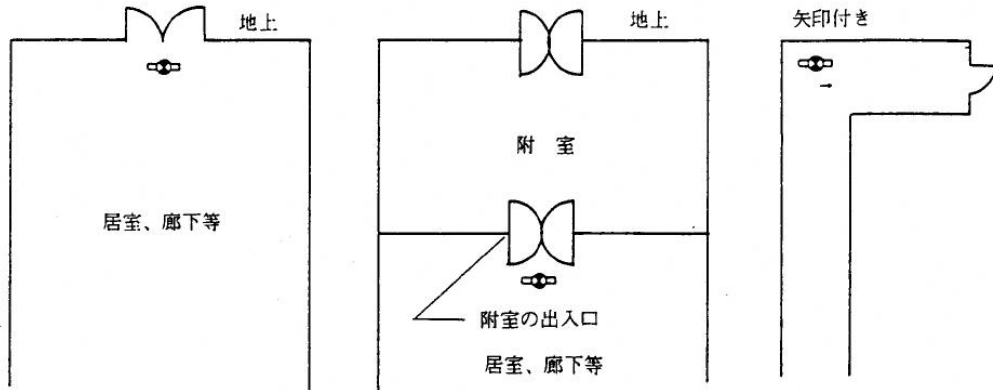 地上
地上
矢印付き
附 室
居室、廊下等
附室の出入口
居室、廊下等